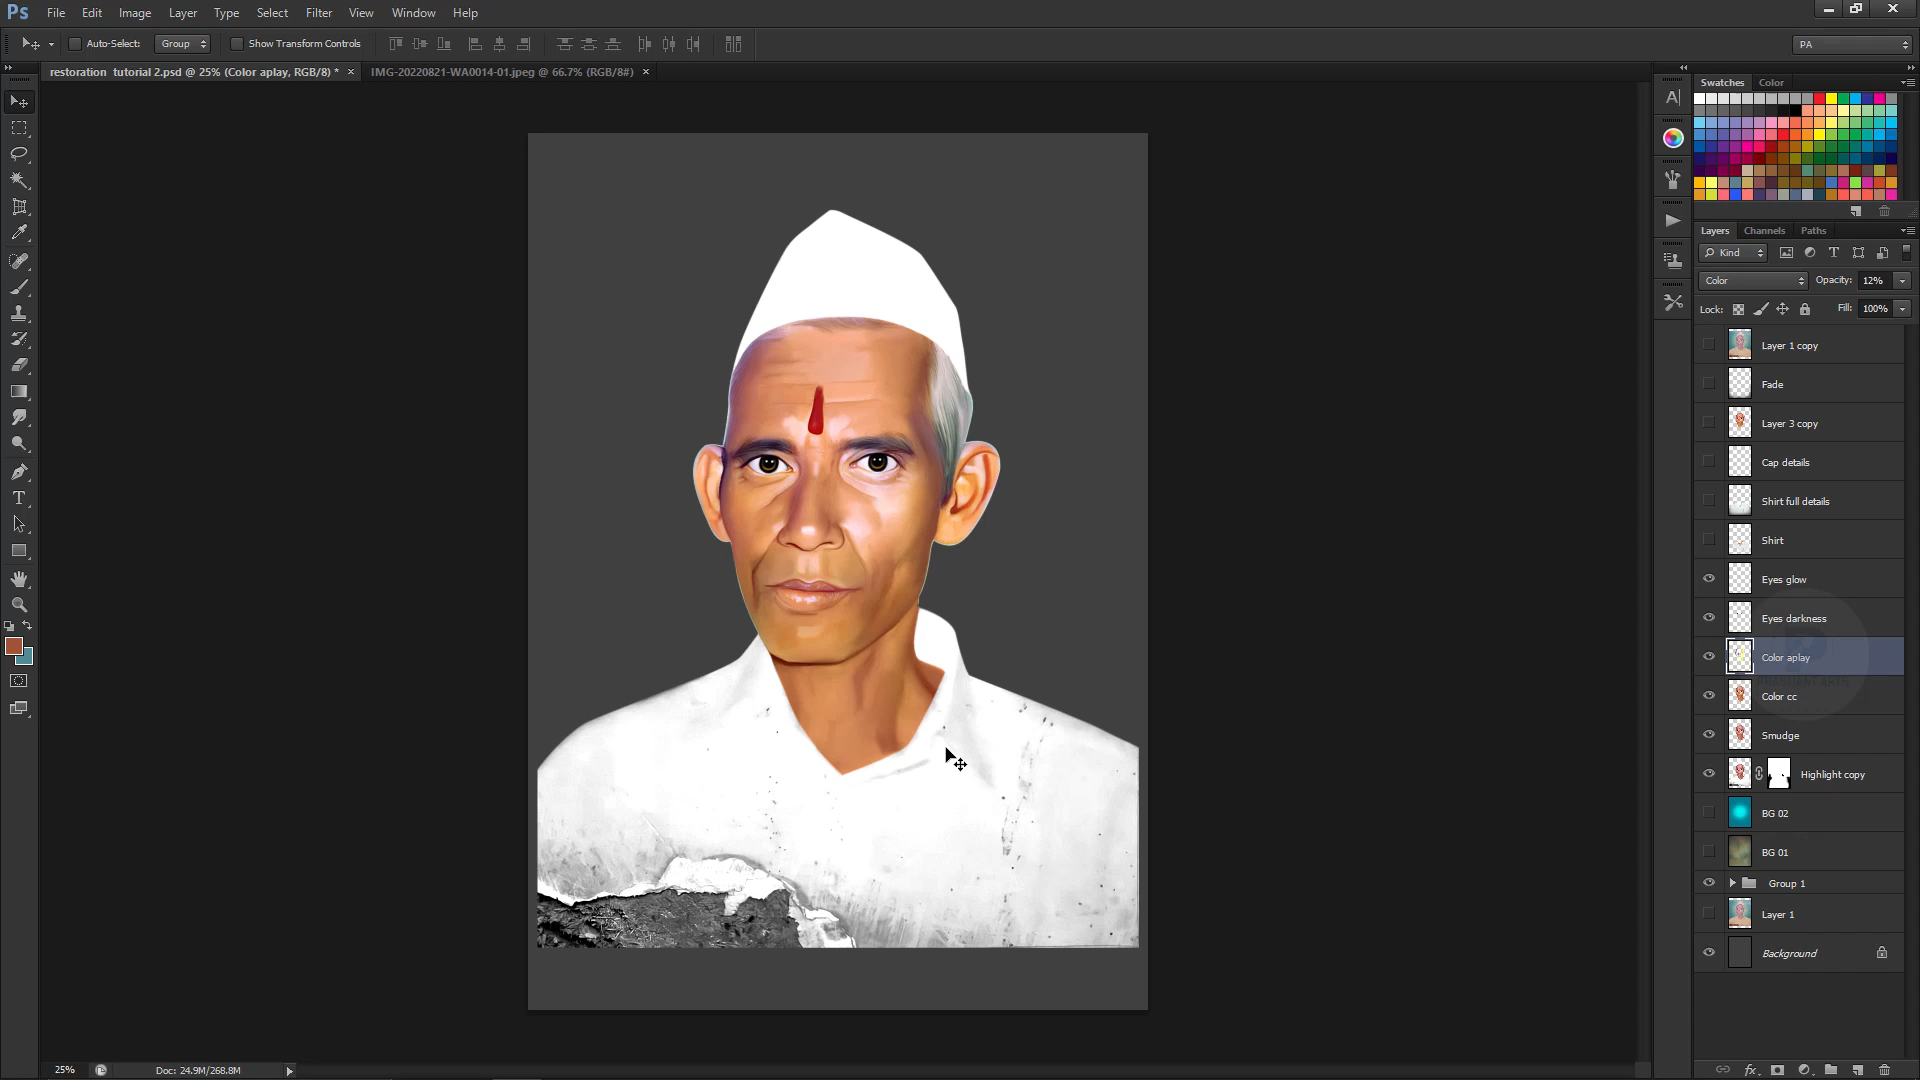 Ps File Edit Image Layer Type Select Filter View Window Help
Auto-Select: Group Show Transform Controls PA
restoration tutorial 2.psd @ 25% (Color aplay, RGB/8) * × IMG-20220821-WA0014-01.jpeg @ 66.7% (RGB/8#) ×
Swatches Color
Layers Channels Paths
Kind
Color Opacity: 12%
Lock: Fill: 100%
Layer 1 copy
Fade
Layer 3 copy
Cap details
Shirt full details
Shirt
Eyes glow
Eyes darkness
Color aplay
Color cc
Smudge
Highlight copy
BG 02
BG 01
Group 1
Layer 1
Background
25% Doc: 24.9M/268.8M